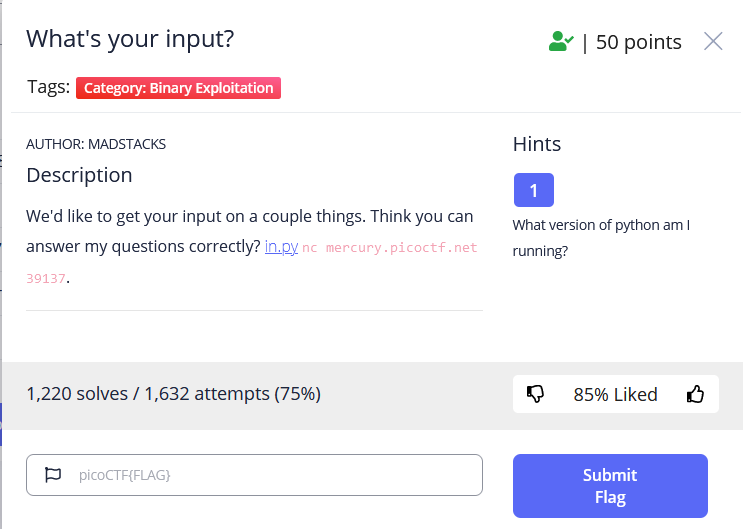 What's your input?
| 50 points
Tags: Category: Binary Exploitation
AUTHOR: MADSTACKS
Description
We'd like to get your input on a couple things. Think you can
answer my questions correctly? in.py nc mercury.picoctf.net
39137.
Hints
1
What version of python am I
running?
1,220 solves / 1,632 attempts (75%)
85% Liked
picoCTF{FLAG}
Submit
Flag